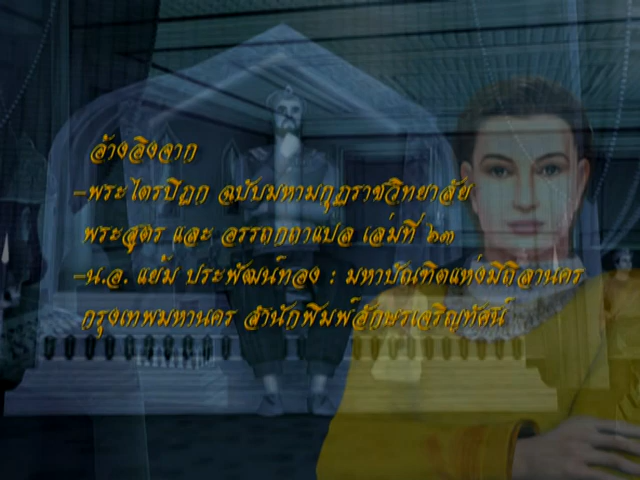 อ้างอิงจาก
-พระไตรปิฎก ฉบับมหามกุฏราชวิทยาลัย
พระสูตร และ อรรถกถาแปล เล่มที่ ๖๓
-น.อ. แย้ม ประพัฒน์ทอง : มหาบัณฑิตแห่งมิถิลานคร
กรุงเทพมหานคร สำนักพิมพ์อักษรเจริญทัศน์